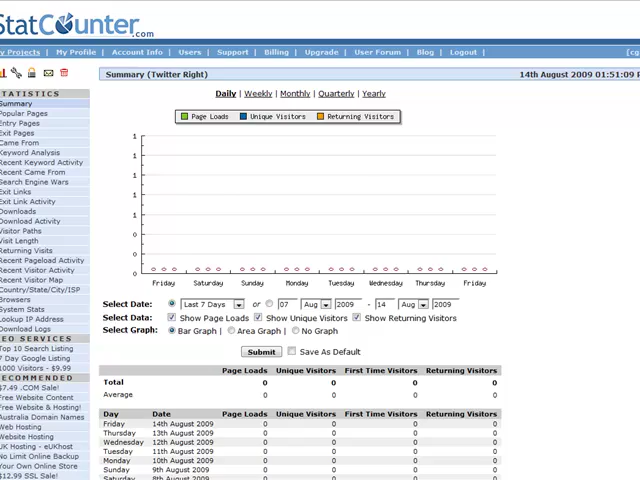 StatCounter.com
My Projects | My Profile | Account Info | Users | Support | Billing | Upgrade | User Forum | Blog | Logout |
Summary (Twitter Right) 14th August 2009 01:51:09
STATISTICS
Summary
Popular Pages
Entry Pages
Exit Pages
Came From
Keyword Analysis
Recent Keyword Activity
Recent Came From
Search Engine Wars
Exit Links
Exit Link Activity
Downloads
Download Activity
Visitor Paths
Visit Length
Returning Visits
Recent Pageload Activity
Recent Visitor Activity
Recent Visitor Map
Country/State/City/ISP
Browsers
System Stats
Lookup IP Address
Download Logs
SEO SERVICES
Top 10 Search Listing
7 Day Google Listing
1000 Visitors - $9.99
RECOMMENDED
$7.49 .COM Sale!
Free Website Content
Free Website & Hosting!
Australia Domain Names
Web Hosting
Website Hosting
UK Hosting - eUKhost
No Limit Online Backup
Your Own Online Store
$12.99 SSL Sale!
Daily | Weekly | Monthly | Quarterly | Yearly
Page Loads Unique Visitors Returning Visitors
1
1
1
1
1
0
0
0
Friday Saturday Sunday Monday Tuesday Wednesday Thursday Friday
Select Date: Last 7 Days or 07 Aug 2009 - 14 Aug 2009
Select Data: Show Page Loads Show Unique Visitors Show Returning Visitors
Select Graph: Bar Graph | Area Graph | No Graph
Submit Save As Default
Page Loads Unique Visitors First Time Visitors Returning Visitors
Total 0 0 0 0
Average 0 0 0 0
Day Date Page Loads Unique Visitors First Time Visitors Returning Visitors
Friday 14th August 2009 0 0 0 0
Thursday 13th August 2009 0 0 0 0
Wednesday 12th August 2009 0 0 0 0
Tuesday 11th August 2009 0 0 0 0
Monday 10th August 2009 0 0 0 0
Sunday 9th August 2009 0 0 0 0
Saturday 8th August 2009 0 0 0 0